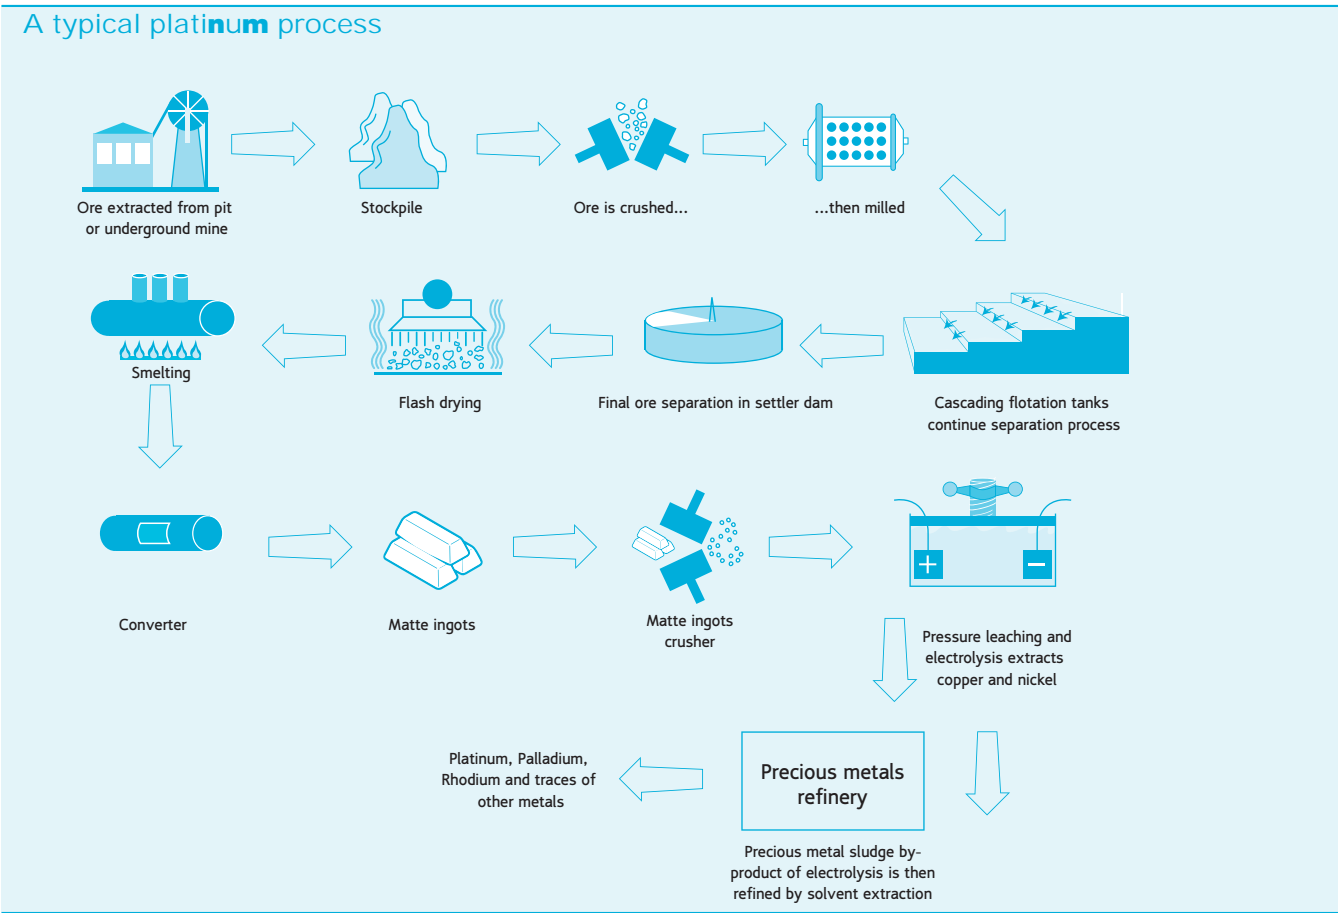 A typical platinum process
Ore extracted from pit
or underground mine
Stockpile
Ore is crushed...
...then milled
Smelting
Flash drying
Final ore separation in settler dam
Cascading flotation tanks
continue separation process
Converter
Matte ingots
Matte ingots
crusher
+
−
Pressure leaching and
electrolysis extracts
copper and nickel
Platinum, Palladium,
Rhodium and traces of
other metals
Precious metals
refinery
Precious metal sludge by-
product of electrolysis is then
refined by solvent extraction